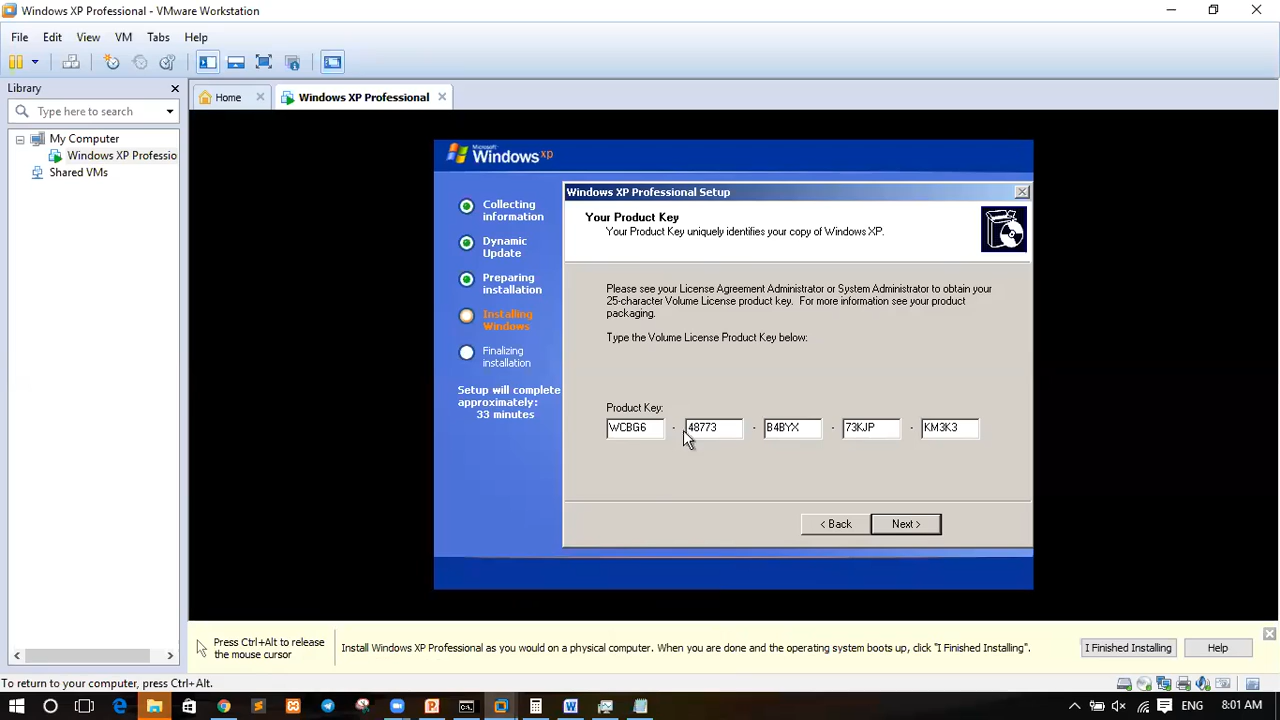 Windows XP Professional - VMware Workstation
File Edit View VM Tabs Help
Library
Type here to search
My Computer
Windows XP Professio
Shared VMs
Home
Windows XP Professional
Microsoft
Windows xp
Collecting
information
Dynamic
Update
Preparing
installation
Installing
Windows
Finalizing
installation
Setup will complete
approximately:
33 minutes
Windows XP Professional Setup
Your Product Key
Your Product Key uniquely identifies your copy of Windows XP.
Please see your License Agreement Administrator or System Administrator to obtain your
25-character Volume License product key. For more information see your product
packaging.
Type the Volume License Product Key below:
Product Key:
WCBG6 - 48773 - B4BYX - 73KJP - KM3K3
< Back Next >
Press Ctrl+Alt to release
the mouse cursor
Install Windows XP Professional as you would on a physical computer. When you are done and the operating system boots up, click "I Finished Installing".
I Finished Installing Help
To return to your computer, press Ctrl+Alt.
ENG 8:01 AM